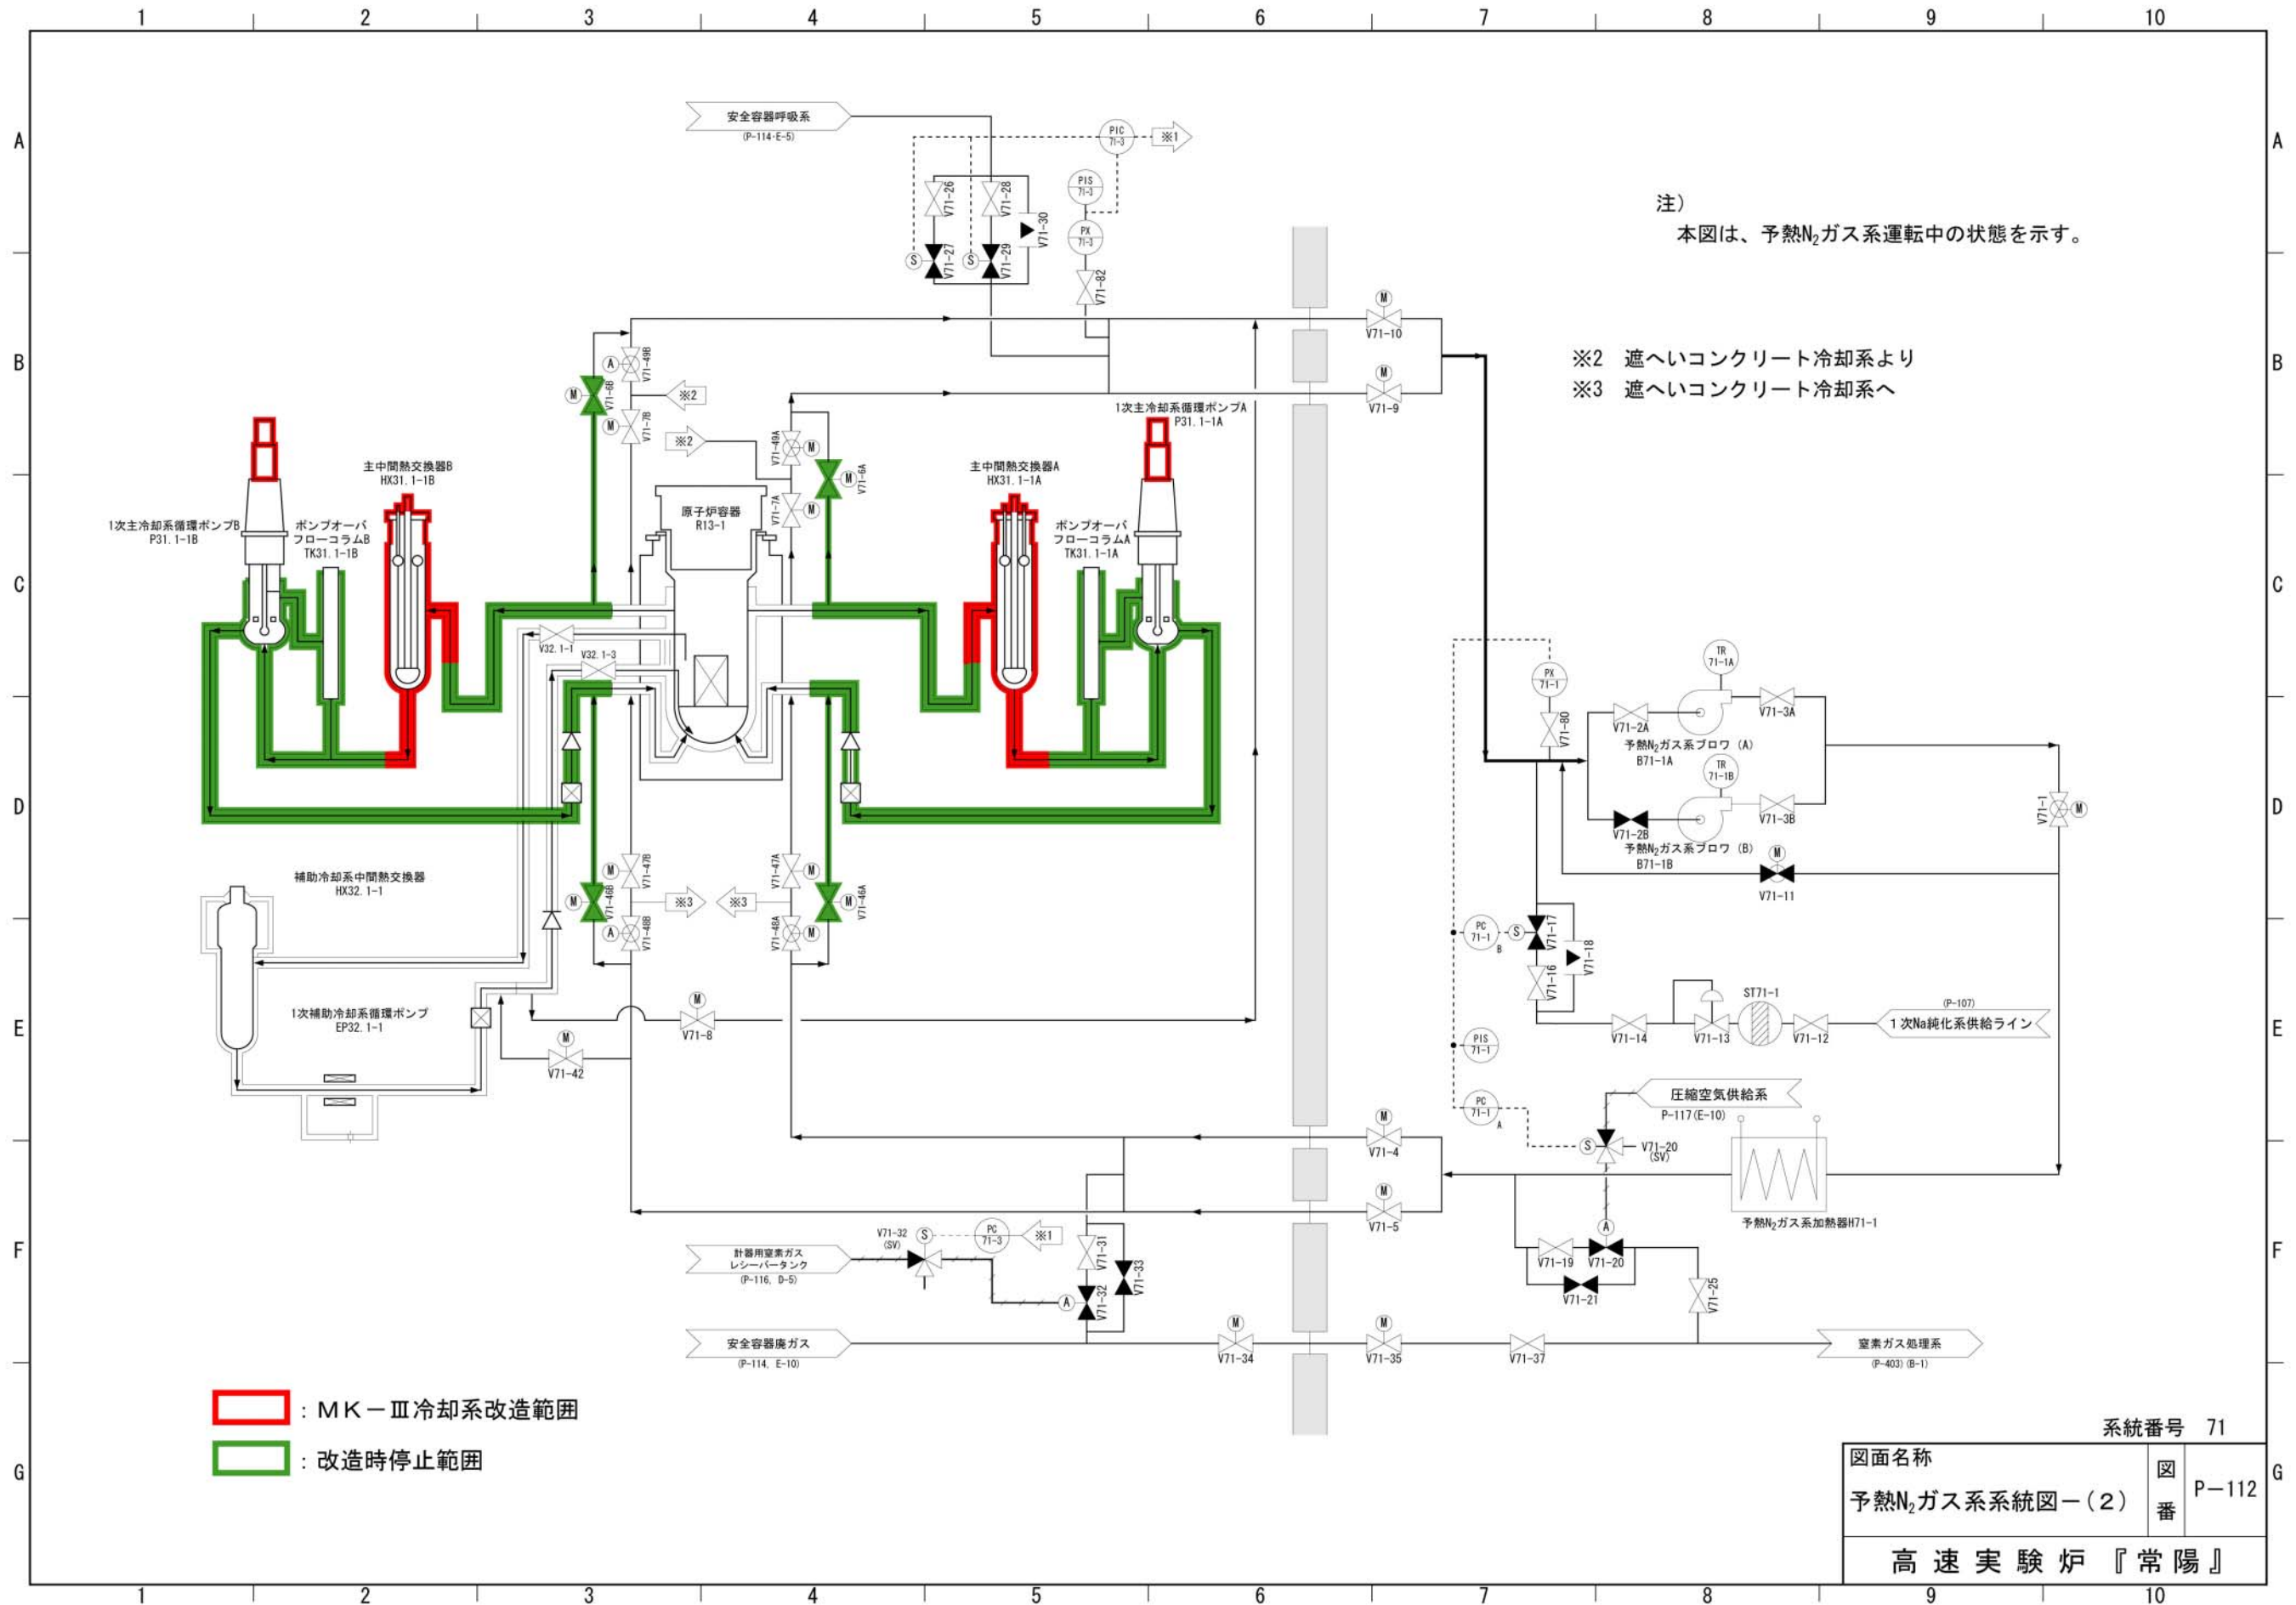 1 2 3 4 5 6 7 8 9 10
A
B
C
D
E
F
G
A
B
C
D
E
F
G
安全容器呼吸系
(P-114-E-5)
PIC
71-3
※1
PIS
71-3
PX
71-3
V71-26
V71-28
V71-30
S
V71-27
S
V71-29
V71-82
注)
本図は、予熱N₂ガス系運転中の状態を示す。
※2 遮へいコンクリート冷却系より
※3 遮へいコンクリート冷却系へ
M
V71-10
M
V71-9
A
V71-49B
M
V71-6B
※2
M
V71-7B
※2
V71-49A
M
M
V71-6A
V71-7A
M
1次主冷却系循環ポンプA
P31.1-1A
主中間熱交換器B
HX31.1-1B
主中間熱交換器A
HX31.1-1A
原子炉容器
R13-1
1次主冷却系循環ポンプB
P31.1-1B
ポンプオーバ
フローコラムB
TK31.1-1B
ポンプオーバ
フローコラムA
TK31.1-1A
V32.1-1
V32.1-3
PX
71-1
V71-80
TR
71-1A
V71-2A
V71-3A
予熱N₂ガス系ブロワ (A)
B71-1A
TR
71-1B
V71-2B
V71-3B
予熱N₂ガス系ブロワ (B)
B71-1B
M
V71-11
V71-1
M
補助冷却系中間熱交換器
HX32.1-1
M
V71-47B
V71-47A
M
M
V71-46B
※3
※3
M
V71-46A
A
V71-48B
V71-48A
M
PC
71-1
B
S
V71-17
V71-18
V71-16
1次補助冷却系循環ポンプ
EP32.1-1
M
V71-8
M
V71-42
V71-14
V71-13
ST71-1
V71-12
(P-107)
1次Na純化系供給ライン
PIS
71-1
PC
71-1
A
圧縮空気供給系
P-117(E-10)
S
V71-20
(SV)
M
V71-4
M
V71-5
予熱N₂ガス系加熱器H71-1
A
V71-19
V71-20
V71-21
V71-25
V71-32
(SV)
S
PC
71-3
※1
計器用窒素ガス
レシーバータンク
(P-116, D-5)
V71-31
V71-33
A
V71-32
安全容器廃ガス
(P-114, E-10)
M
V71-34
M
V71-35
V71-37
窒素ガス処理系
(P-403)(B-1)
：MK－Ⅲ冷却系改造範囲
：改造時停止範囲
系統番号 71
図面名称
予熱N₂ガス系系統図－(2)
図
番
P－112
高速実験炉『常陽』
1 2 3 4 5 6 7 8 9 10